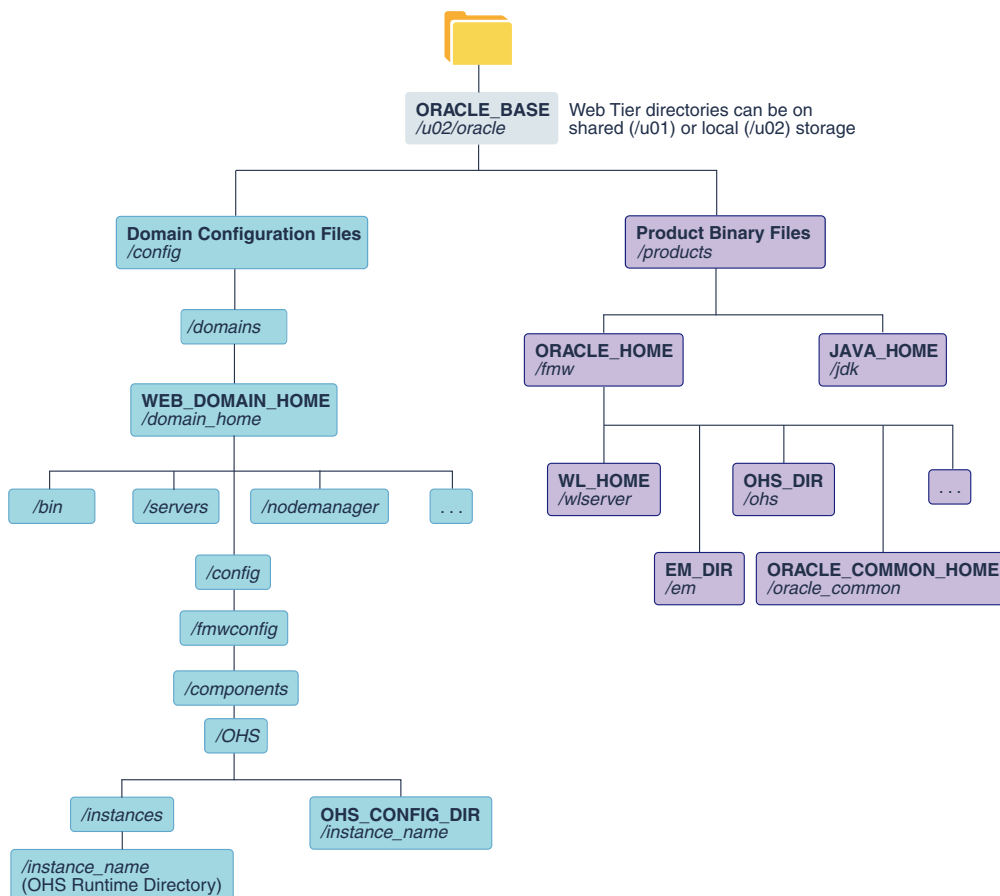 ORACLE_BASE
/u02/oracle
Web Tier directories can be on
shared (/u01) or local (/u02) storage
Domain Configuration Files
/config
Product Binary Files
/products
/domains
ORACLE_HOME
/fmw
JAVA_HOME
/jdk
WEB_DOMAIN_HOME
/domain_home
WL_HOME
/wlserver
OHS_DIR
/ohs
. . .
/bin
/servers
/nodemanager
. . .
EM_DIR
/em
ORACLE_COMMON_HOME
/oracle_common
/config
/fmwconfig
/components
/OHS
/instances
OHS_CONFIG_DIR
/instance_name
/instance_name
(OHS Runtime Directory)